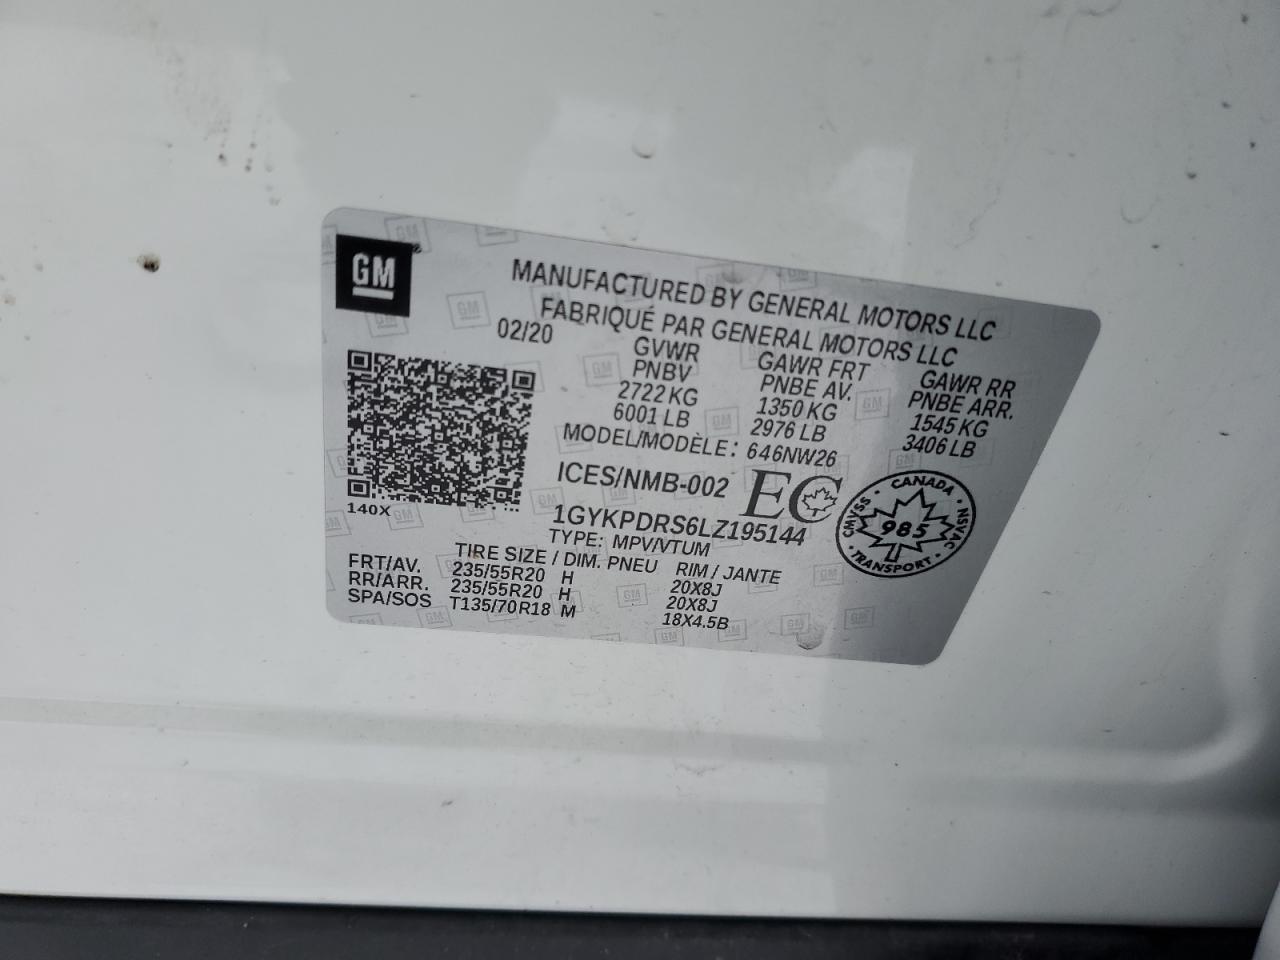 GM
MANUFACTURED BY GENERAL MOTORS LLC
FABRIQUÉ PAR GENERAL MOTORS LLC
02/20
GVWR GAWR FRT GAWR RR
PNBV PNBE AV. PNBE ARR.
2722 KG 1350 KG 1545 KG
6001 LB 2976 LB 3406 LB
MODEL/MODÈLE: 646NW26
ICES/NMB-002 EC
CANADA
CMVSS 985 NSVAC
TRANSPORT
140X
1GYKPDRS6LZ195144
TYPE: MPV/VTUM
TIRE SIZE / DIM. PNEU RIM / JANTE
FRT/AV. 235/55R20 H 20X8J
RR/ARR. 235/55R20 H 20X8J
SPA/SOS T135/70R18 M 18X4.5B